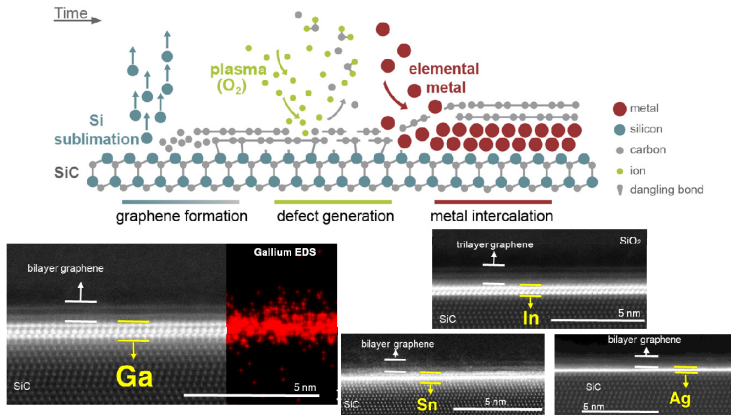 Time
plasma
(O₂)
elemental
metal
Si
sublimation
SiC
metal
silicon
carbon
ion
dangling bond
graphene formation
defect generation
metal intercalation
bilayer graphene
Gallium EDS
Ga
SiC
5 nm
trilayer graphene
SiO₂
In
SiC
5 nm
bilayer graphene
Sn
SiC
5 nm
bilayer graphene
Ag
SiC
5 nm